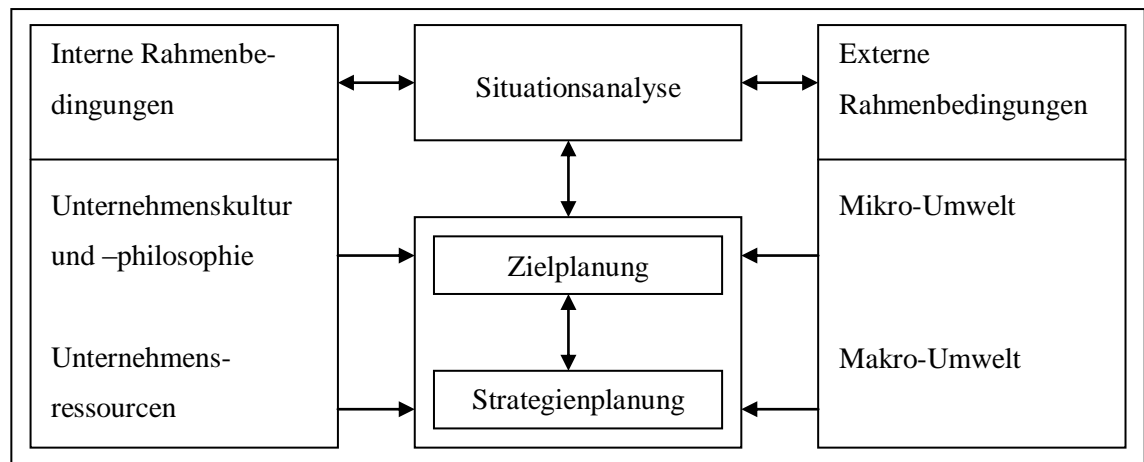 Interne Rahmenbe-
dingungen
Situationsanalyse
Externe
Rahmenbedingungen
Unternehmenskultur
und –philosophie
Unternehmens-
ressourcen
Zielplanung
Strategienplanung
Mikro-Umwelt
Makro-Umwelt